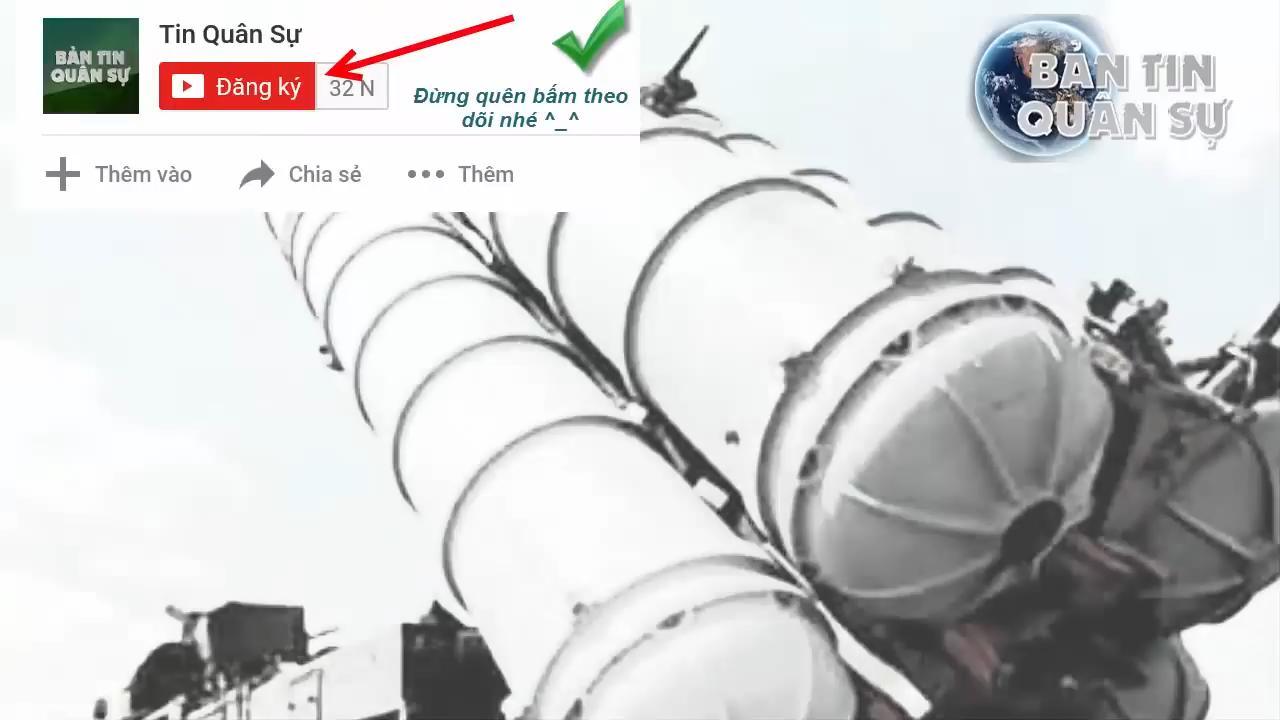 BẢN TIN
QUÂN SỰ
Tin Quân Sự
Đăng ký
32 N
Đừng quên bấm theo
dõi nhé ^_^
Thêm vào
Chia sẻ
Thêm
BẢN TIN
QUÂN SỰ